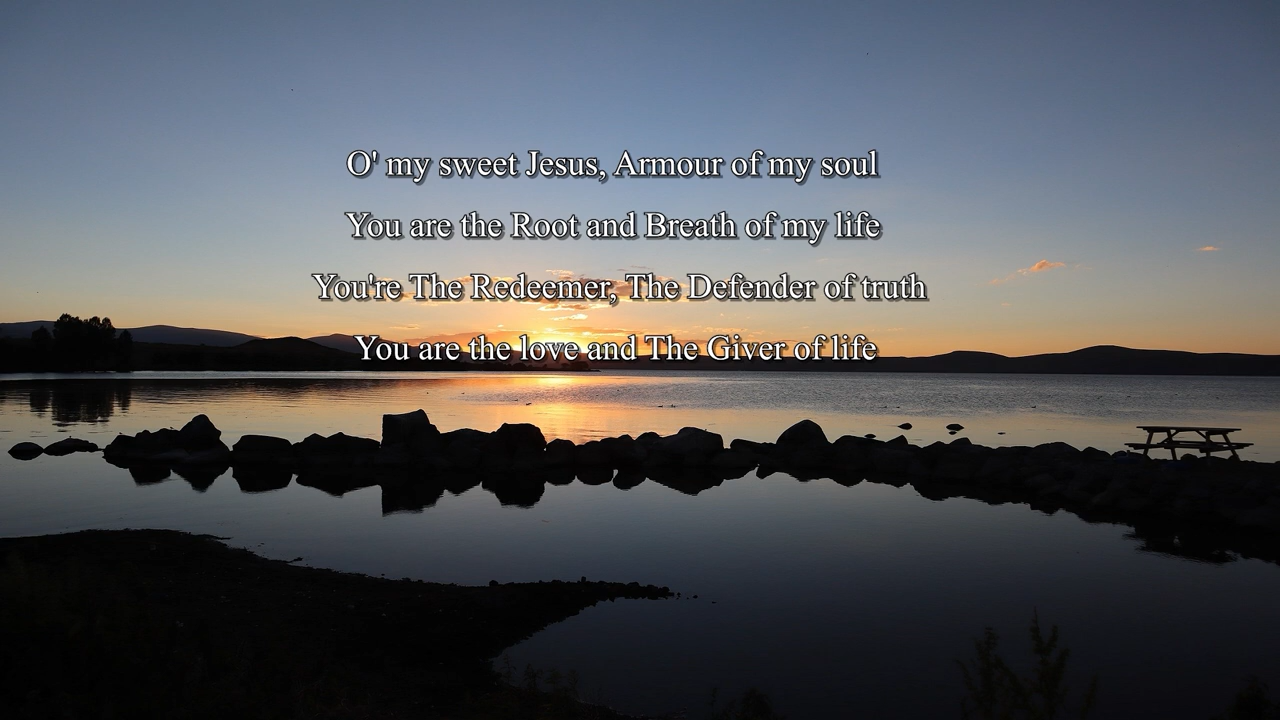 O' my sweet Jesus, Armour of my soul
You are the Root and Breath of my life
You're The Redeemer, The Defender of truth
You are the love and The Giver of life